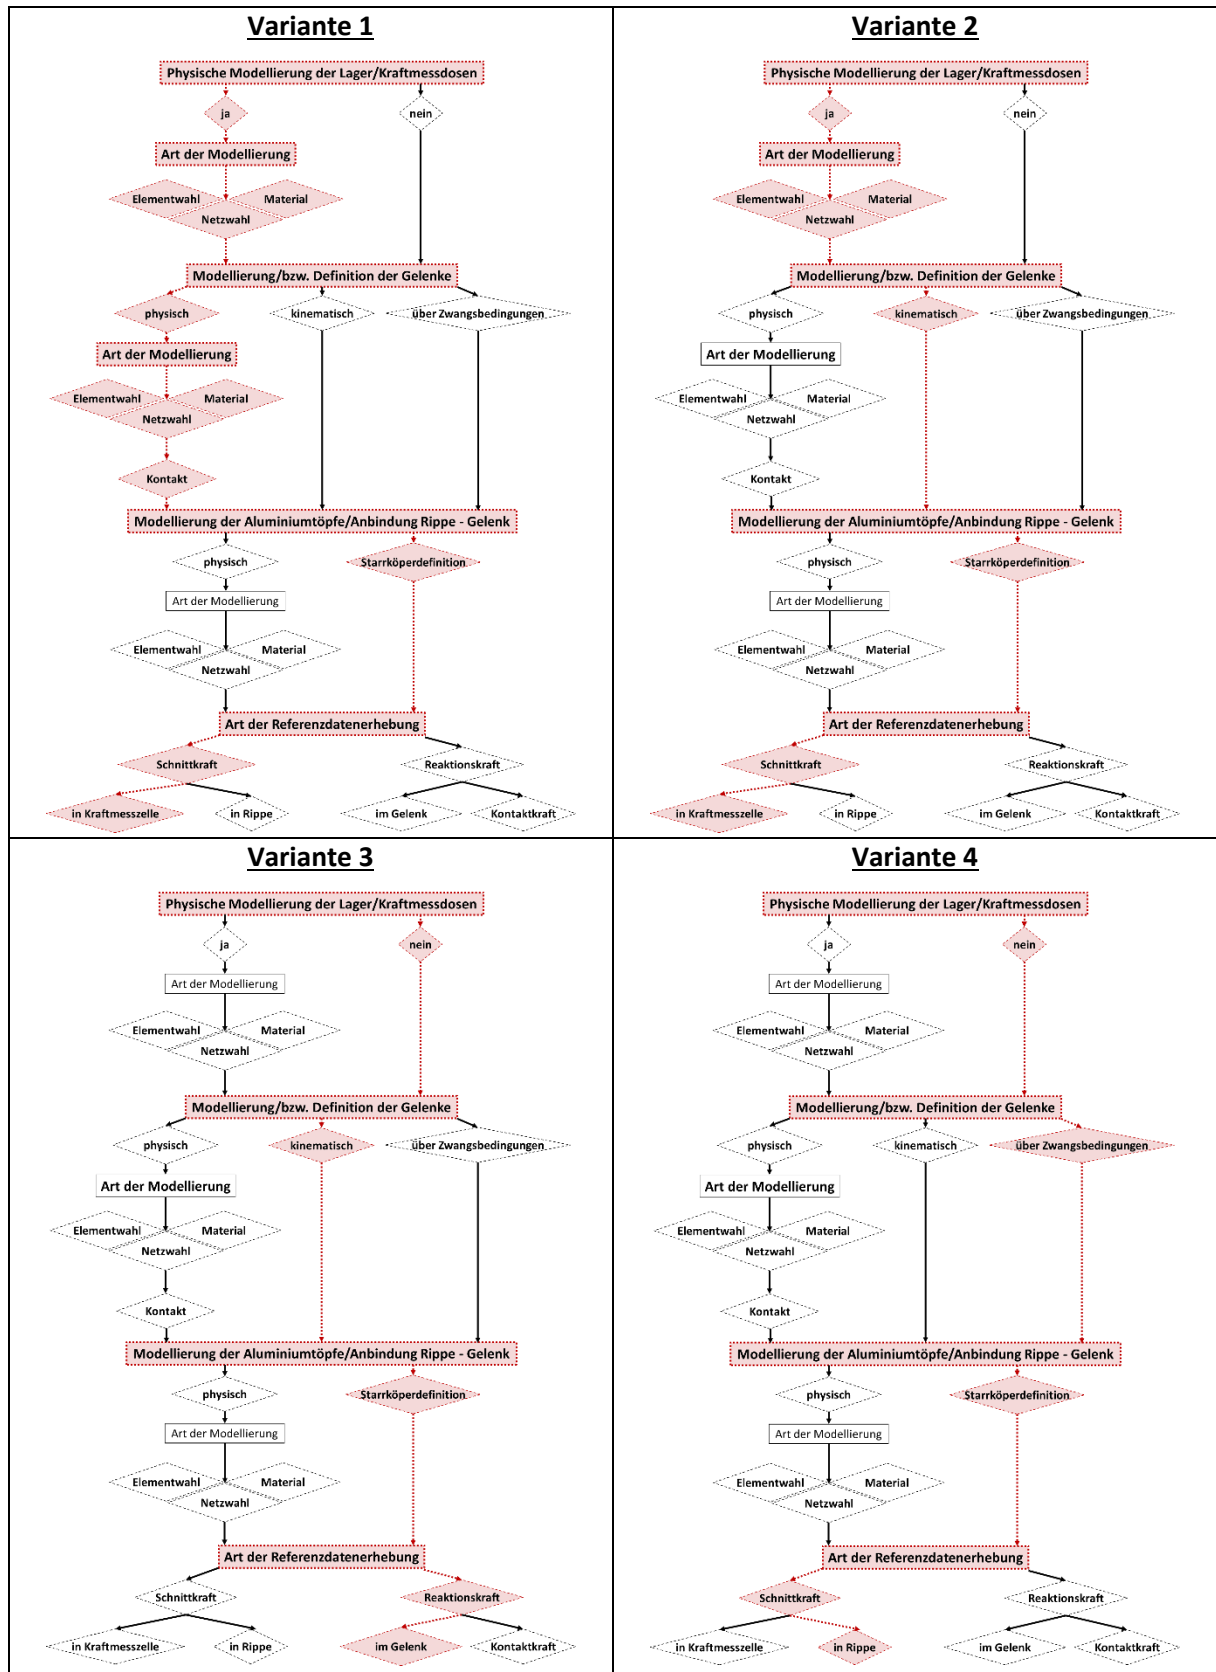 Variante 1
Physische Modellierung der Lager/Kraftmessdosen
ja
nein
Art der Modellierung
Elementwahl
Material
Netzwahl
Modellierung/bzw. Definition der Gelenke
physisch
kinematisch
über Zwangsbedingungen
Art der Modellierung
Elementwahl
Material
Netzwahl
Kontakt
Modellierung der Aluminiumtöpfe/Anbindung Rippe - Gelenk
physisch
Starrköperdefinition
Art der Modellierung
Elementwahl
Material
Netzwahl
Art der Referenzdatenerhebung
Schnittkraft
Reaktionskraft
in Kraftmesszelle
in Rippe
im Gelenk
Kontaktkraft
Variante 2
Physische Modellierung der Lager/Kraftmessdosen
ja
nein
Art der Modellierung
Elementwahl
Material
Netzwahl
Modellierung/bzw. Definition der Gelenke
physisch
kinematisch
über Zwangsbedingungen
Art der Modellierung
Elementwahl
Material
Netzwahl
Kontakt
Modellierung der Aluminiumtöpfe/Anbindung Rippe - Gelenk
physisch
Starrköperdefinition
Art der Modellierung
Elementwahl
Material
Netzwahl
Art der Referenzdatenerhebung
Schnittkraft
Reaktionskraft
in Kraftmesszelle
in Rippe
im Gelenk
Kontaktkraft
Variante 3
Physische Modellierung der Lager/Kraftmessdosen
ja
nein
Art der Modellierung
Elementwahl
Material
Netzwahl
Modellierung/bzw. Definition der Gelenke
physisch
kinematisch
über Zwangsbedingungen
Art der Modellierung
Elementwahl
Material
Netzwahl
Kontakt
Modellierung der Aluminiumtöpfe/Anbindung Rippe - Gelenk
physisch
Starrköperdefinition
Art der Modellierung
Elementwahl
Material
Netzwahl
Art der Referenzdatenerhebung
Schnittkraft
Reaktionskraft
in Kraftmesszelle
in Rippe
im Gelenk
Kontaktkraft
Variante 4
Physische Modellierung der Lager/Kraftmessdosen
ja
nein
Art der Modellierung
Elementwahl
Material
Netzwahl
Modellierung/bzw. Definition der Gelenke
physisch
kinematisch
über Zwangsbedingungen
Art der Modellierung
Elementwahl
Material
Netzwahl
Kontakt
Modellierung der Aluminiumtöpfe/Anbindung Rippe - Gelenk
physisch
Starrköperdefinition
Art der Modellierung
Elementwahl
Material
Netzwahl
Art der Referenzdatenerhebung
Schnittkraft
Reaktionskraft
in Kraftmesszelle
in Rippe
im Gelenk
Kontaktkraft